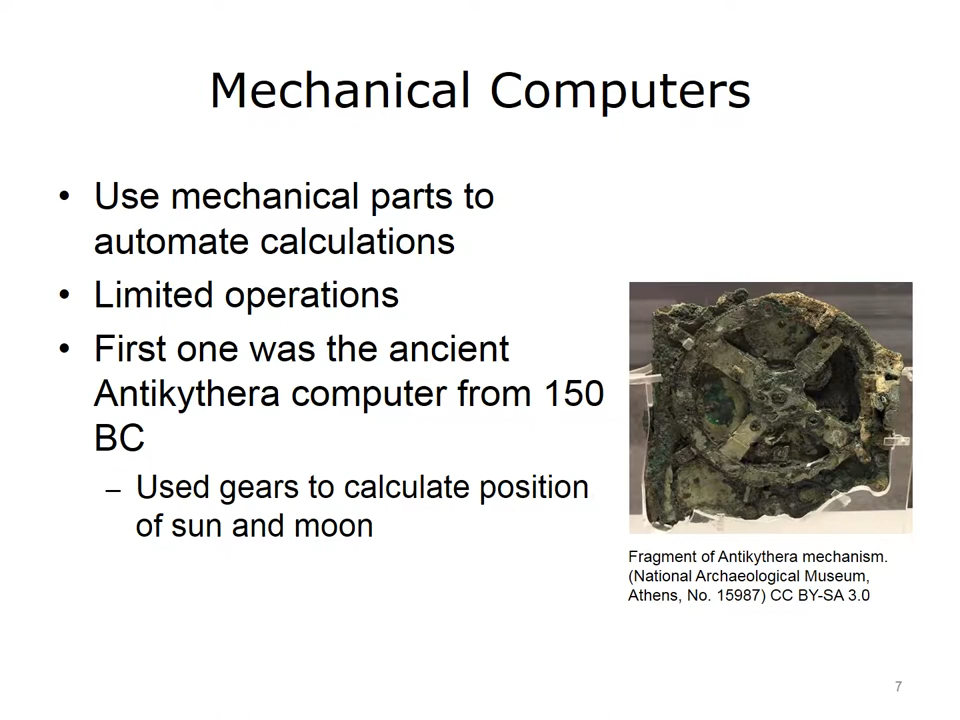 Mechanical Computers
• Use mechanical parts to
automate calculations
• Limited operations
• First one was the ancient
Antikythera computer from 150
BC
– Used gears to calculate position
of sun and moon
Fragment of Antikythera mechanism.
(National Archaeological Museum,
Athens, No. 15987) CC BY-SA 3.0
7